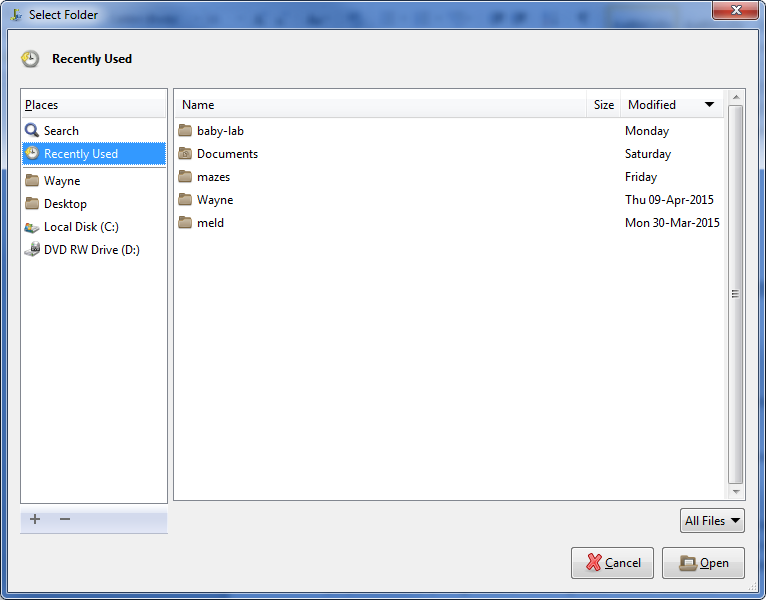 Select Folder
Recently Used
Places
Name Size Modified
Search
Recently Used
Wayne
Desktop
Local Disk (C:)
DVD RW Drive (D:)
baby-lab Monday
Documents Saturday
mazes Friday
Wayne Thu 09-Apr-2015
meld Mon 30-Mar-2015
All Files
Cancel Open